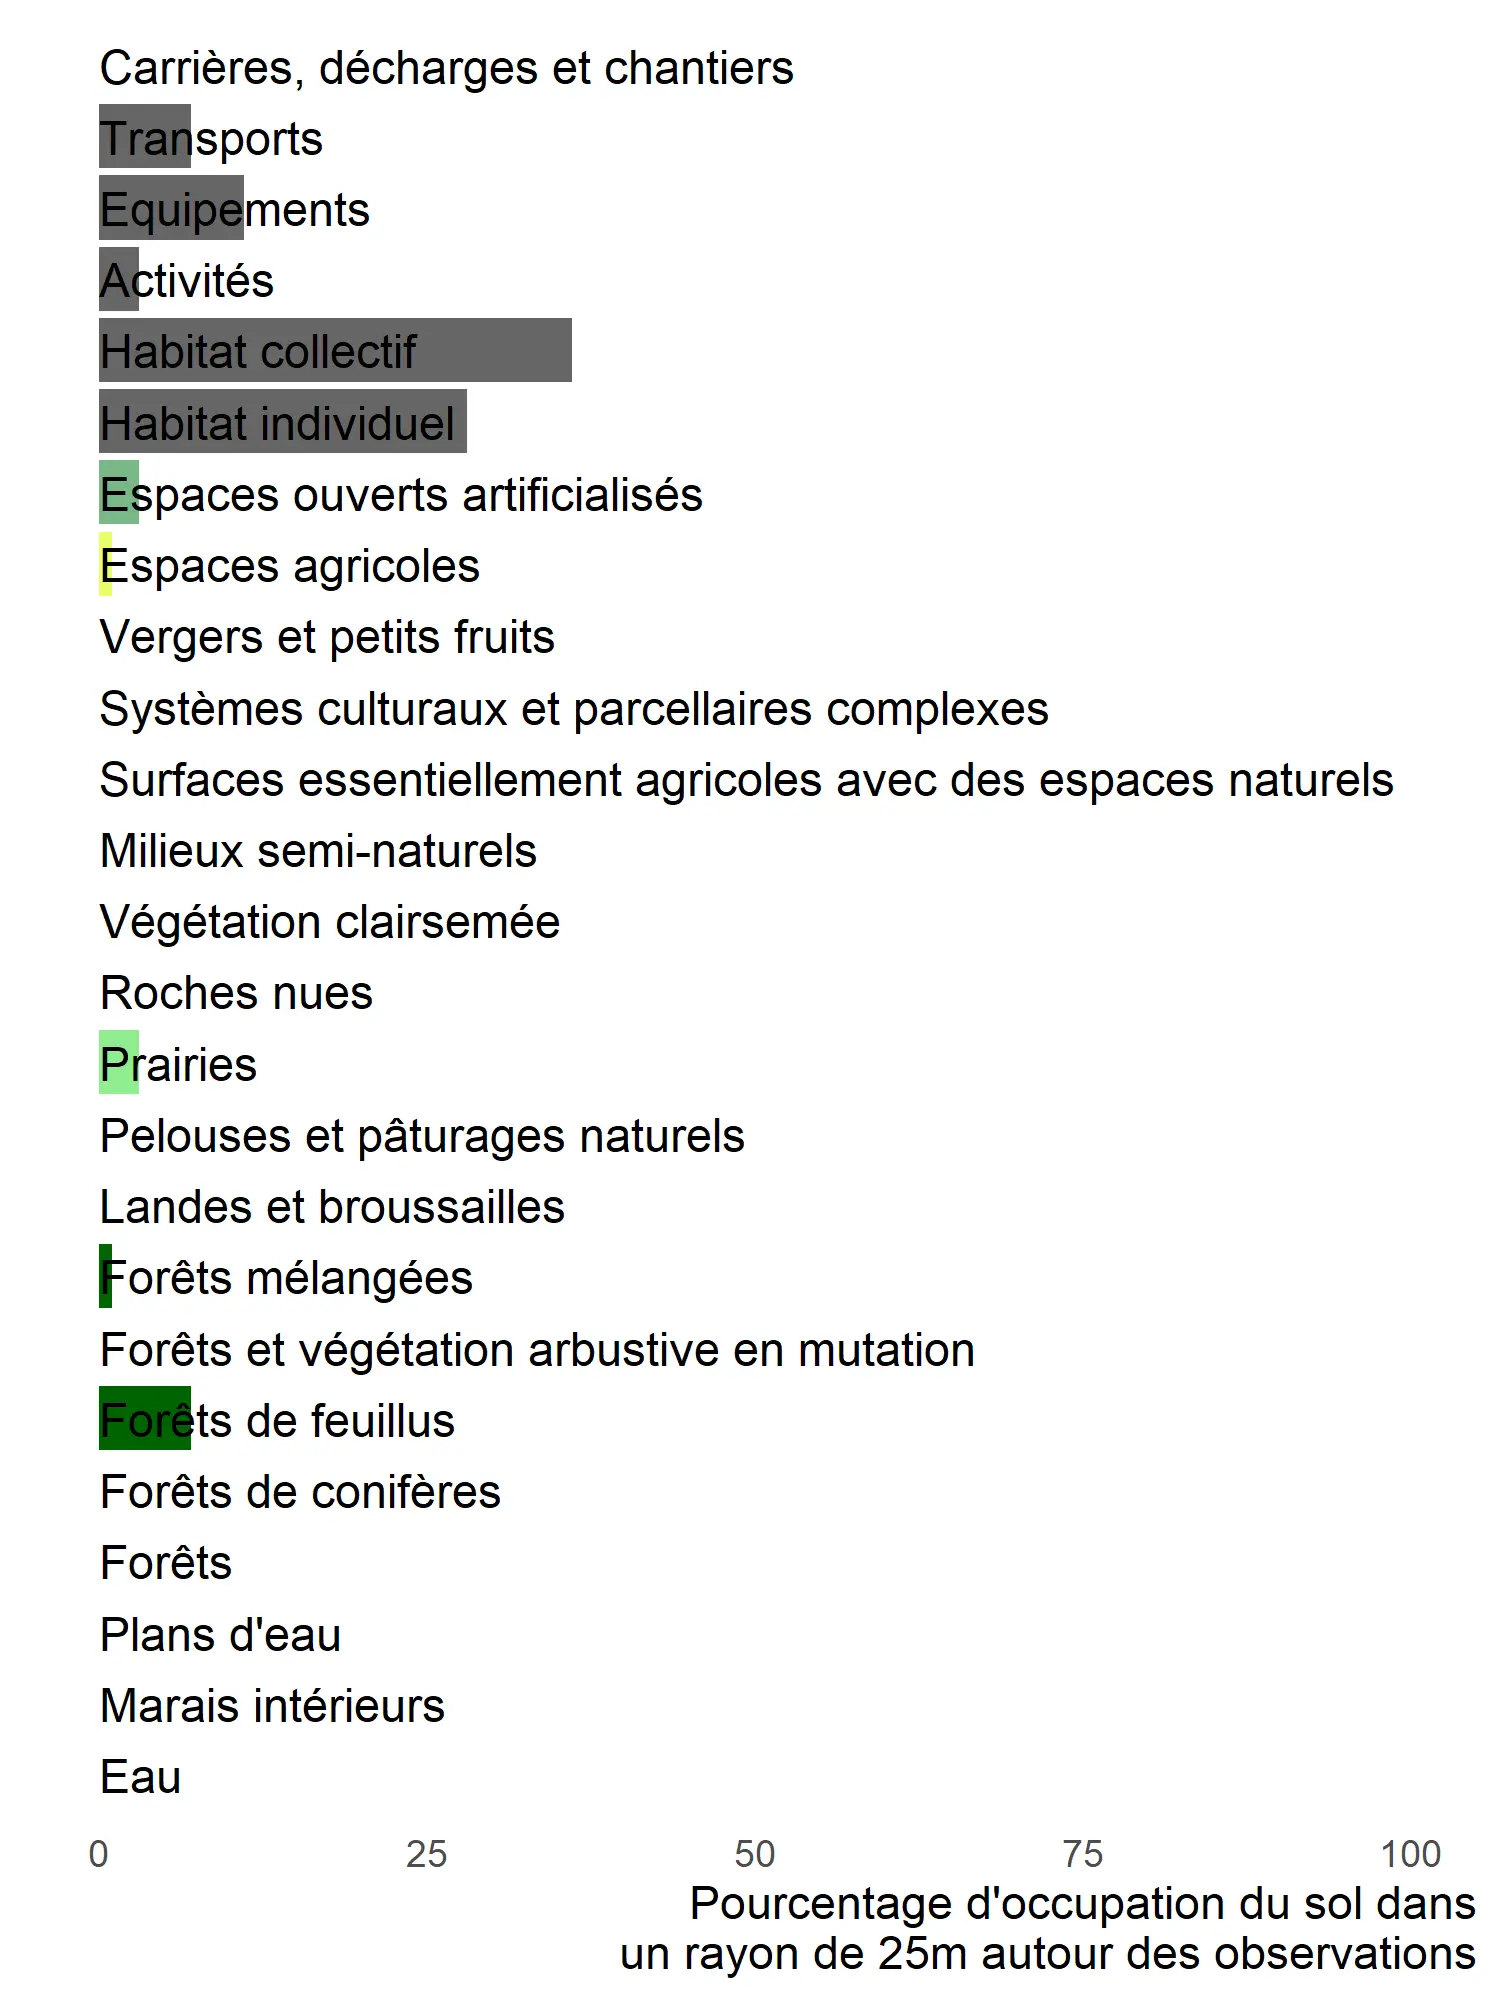 Carrières, décharges et chantiers
Transports
Equipements
Activités
Habitat collectif
Habitat individuel
Espaces ouverts artificialisés
Espaces agricoles
Vergers et petits fruits
Systèmes culturaux et parcellaires complexes
Surfaces essentiellement agricoles avec des espaces naturels
Milieux semi-naturels
Végétation clairsemée
Roches nues
Prairies
Pelouses et pâturages naturels
Landes et broussailles
Forêts mélangées
Forêts et végétation arbustive en mutation
Forêts de feuillus
Forêts de conifères
Forêts
Plans d'eau
Marais intérieurs
Eau
0 25 50 75 100
Pourcentage d'occupation du sol dans
un rayon de 25m autour des observations